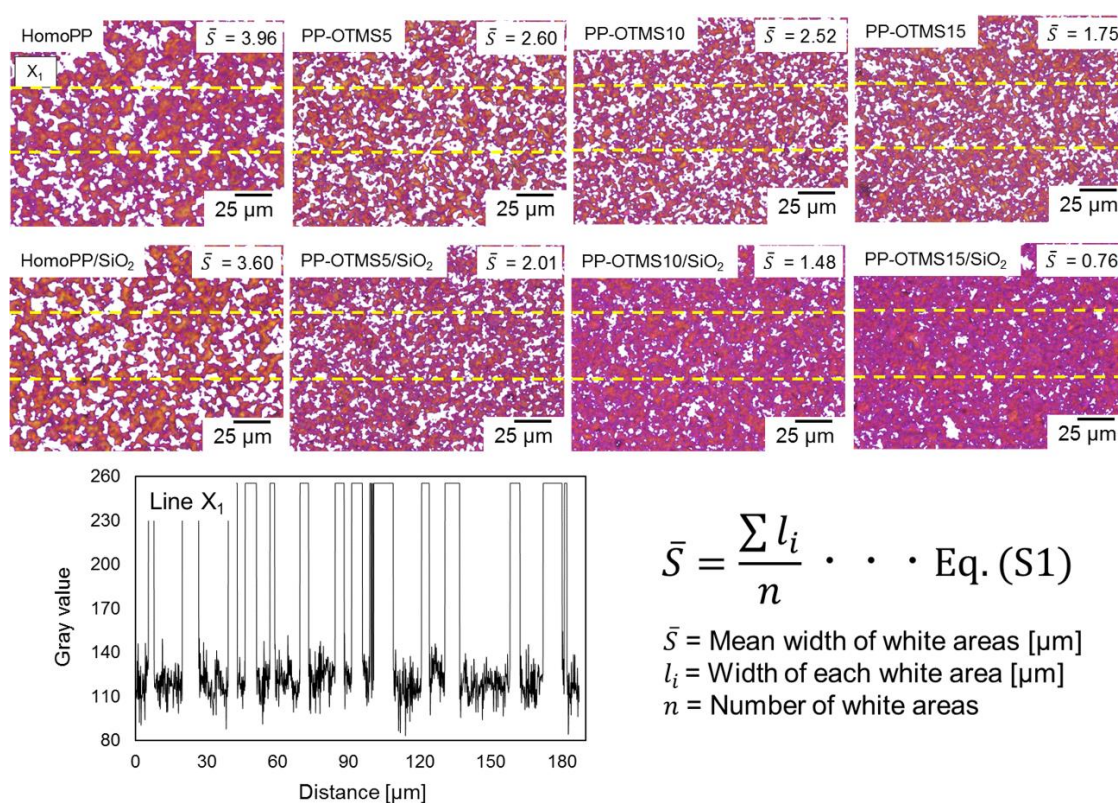 HomoPP
S̄ = 3.96
X₁
25 µm
PP-OTMS5
S̄ = 2.60
25 µm
PP-OTMS10
S̄ = 2.52
25 µm
PP-OTMS15
S̄ = 1.75
25 µm
HomoPP/SiO₂
S̄ = 3.60
25 µm
PP-OTMS5/SiO₂
S̄ = 2.01
25 µm
PP-OTMS10/SiO₂
S̄ = 1.48
25 µm
PP-OTMS15/SiO₂
S̄ = 0.76
25 µm
Line X₁
Gray value
260
230
200
170
140
110
80
0 30 60 90 120 150 180
Distance [µm]
S̄ = ∑ lᵢ / n · · · Eq. (S1)
S̄ = Mean width of white areas [µm]
lᵢ = Width of each white area [µm]
n = Number of white areas